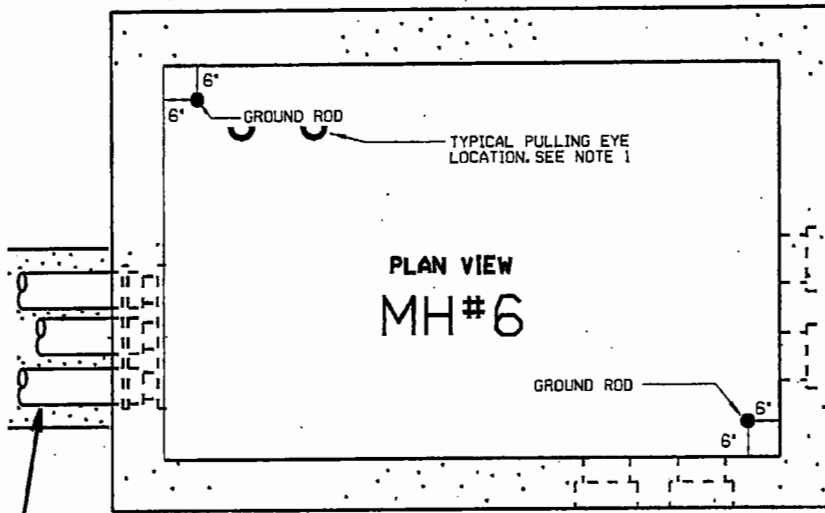 6"
6"
GROUND ROD
TYPICAL PULLING EYE
LOCATION. SEE NOTE 1
PLAN VIEW
MH#6
GROUND ROD
6"
6"